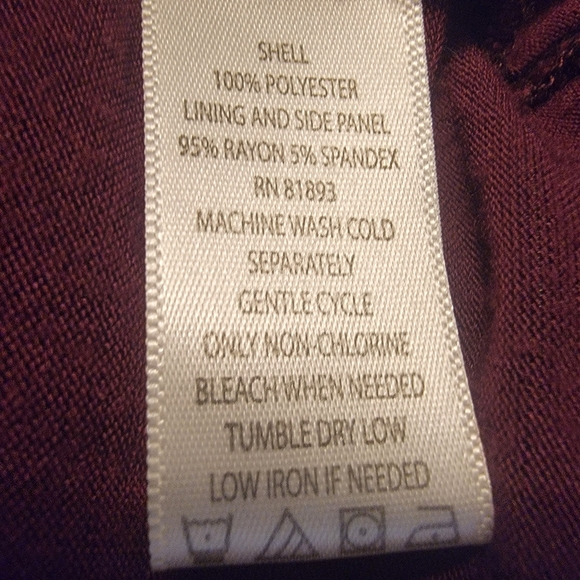 SHELL
100% POLYESTER
LINING AND SIDE PANEL
95% RAYON 5% SPANDEX
RN 81893
MACHINE WASH COLD
SEPARATELY
GENTLE CYCLE
ONLY NON-CHLORINE
BLEACH WHEN NEEDED
TUMBLE DRY LOW
LOW IRON IF NEEDED